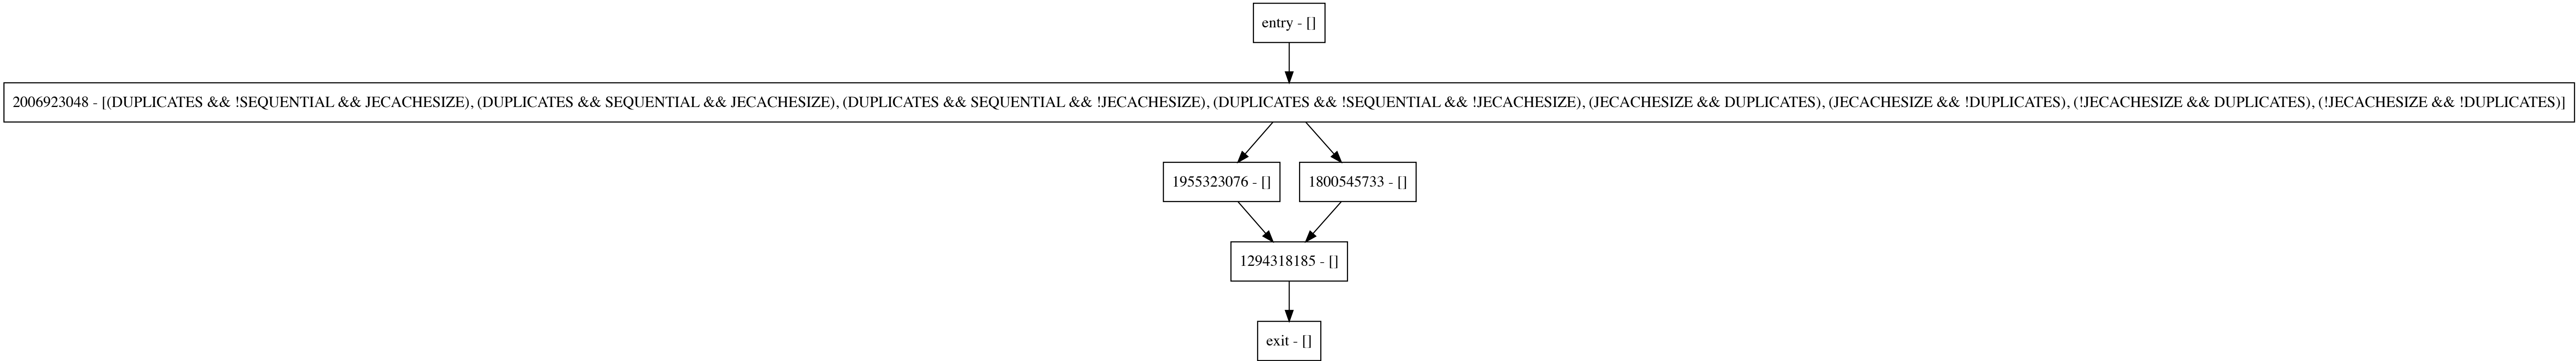 entry - []
2006923048 - [(DUPLICATES && !SEQUENTIAL && JECACHESIZE), (DUPLICATES && SEQUENTIAL && JECACHESIZE), (DUPLICATES && SEQUENTIAL && !JECACHESIZE), (DUPLICATES && !SEQUENTIAL && !JECACHESIZE), (JECACHESIZE && DUPLICATES), (JECACHESIZE && !DUPLICATES), (!JECACHESIZE && DUPLICATES), (!JECACHESIZE && !DUPLICATES)]
1955323076 - []
1800545733 - []
1294318185 - []
exit - []